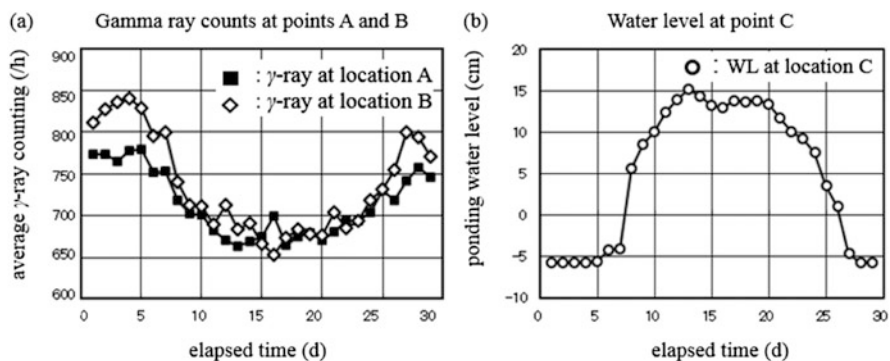 (a) Gamma ray counts at points A and B
900
850
800
750
700
650
600
0 5 10 15 20 25 30
average γ-ray counting (/h)
elapsed time (d)
■ : γ-ray at location A
◇ : γ-ray at location B
(b) Water level at point C
20
15
10
5
0
−5
−10
0 5 10 15 20 25 30
ponding water level (cm)
elapsed time (d)
○ : WL at location C